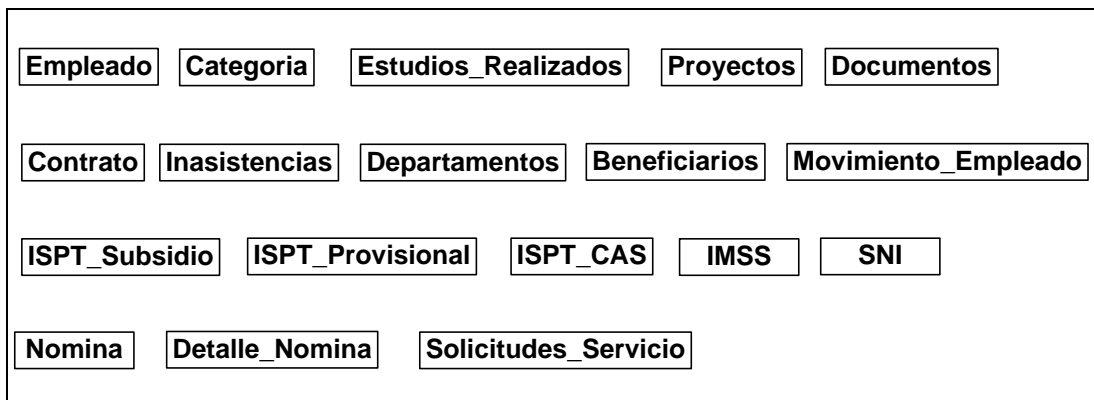 Empleado Categoria Estudios_Realizados Proyectos Documentos
Contrato Inasistencias Departamentos Beneficiarios Movimiento_Empleado
ISPT_Subsidio ISPT_Provisional ISPT_CAS IMSS SNI
Nomina Detalle_Nomina Solicitudes_Servicio